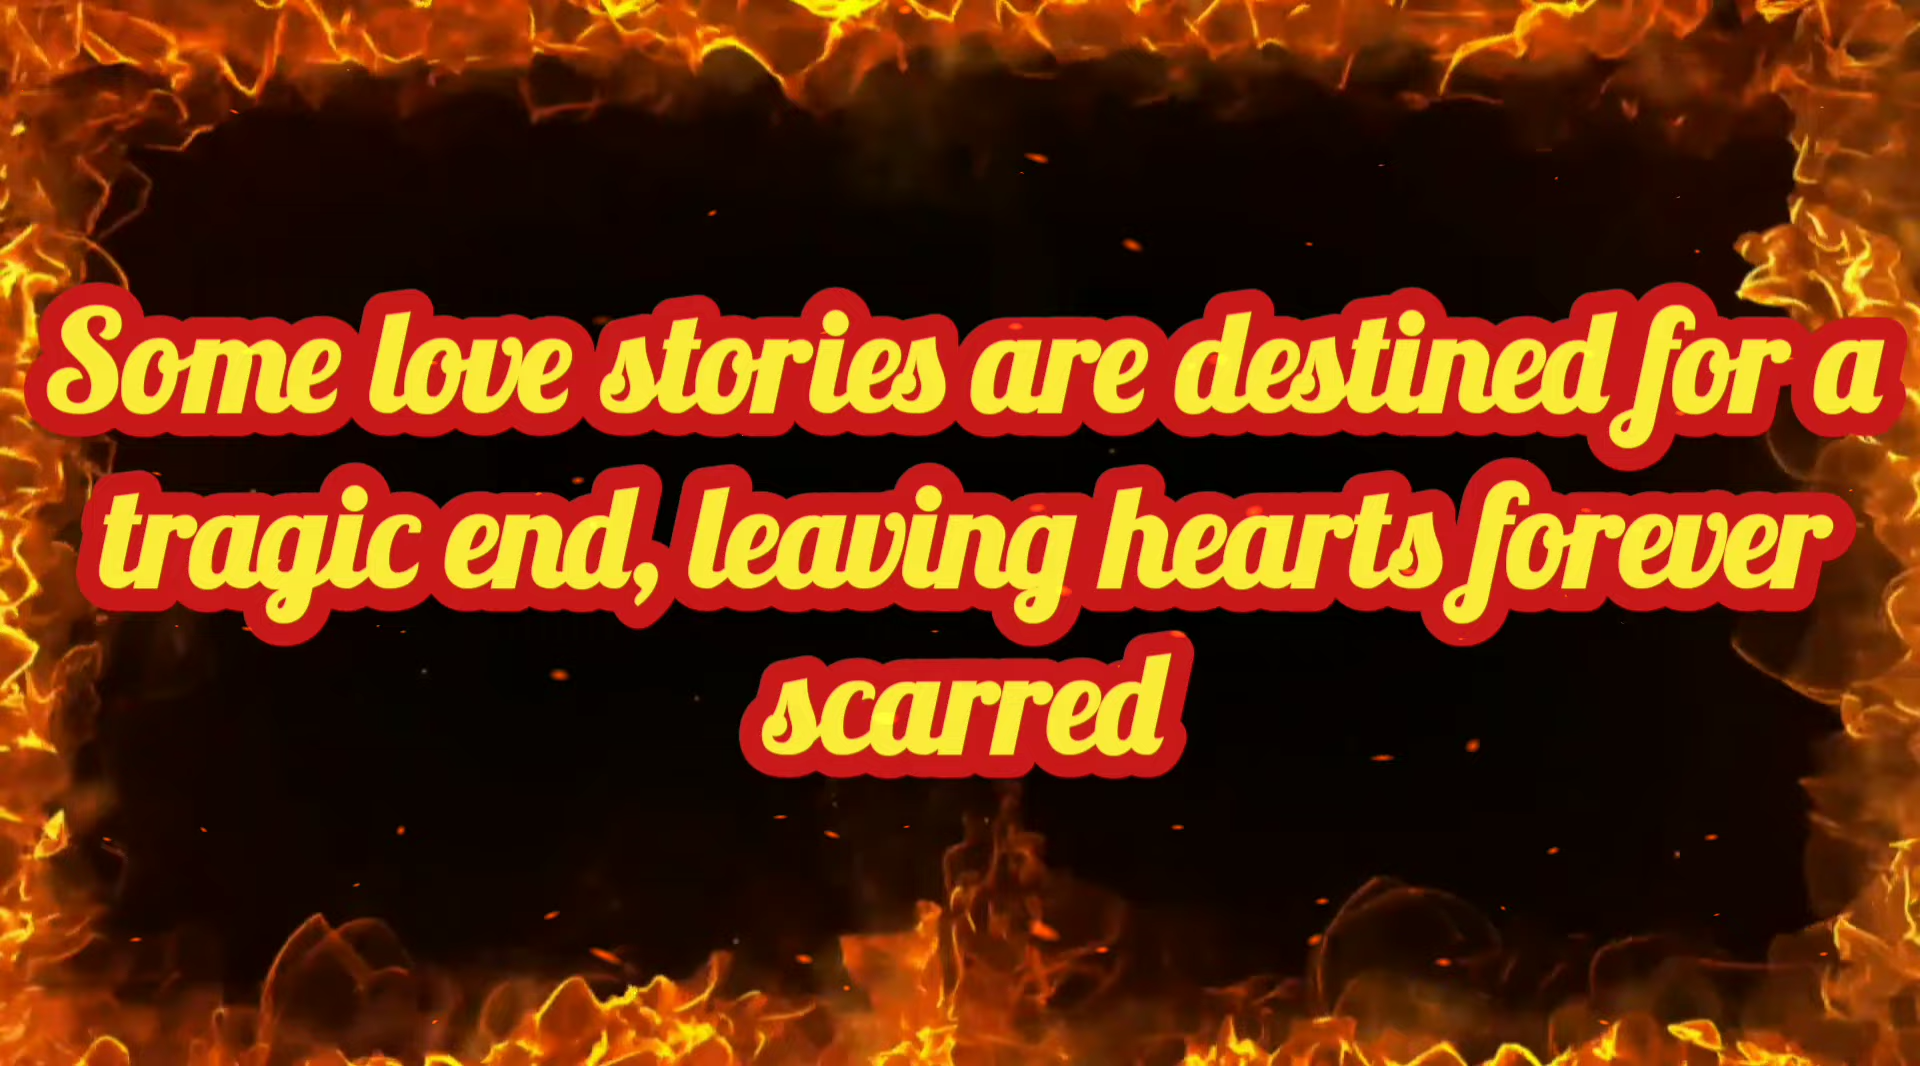 Some love stories are destined for a
tragic end, leaving hearts forever
scarred